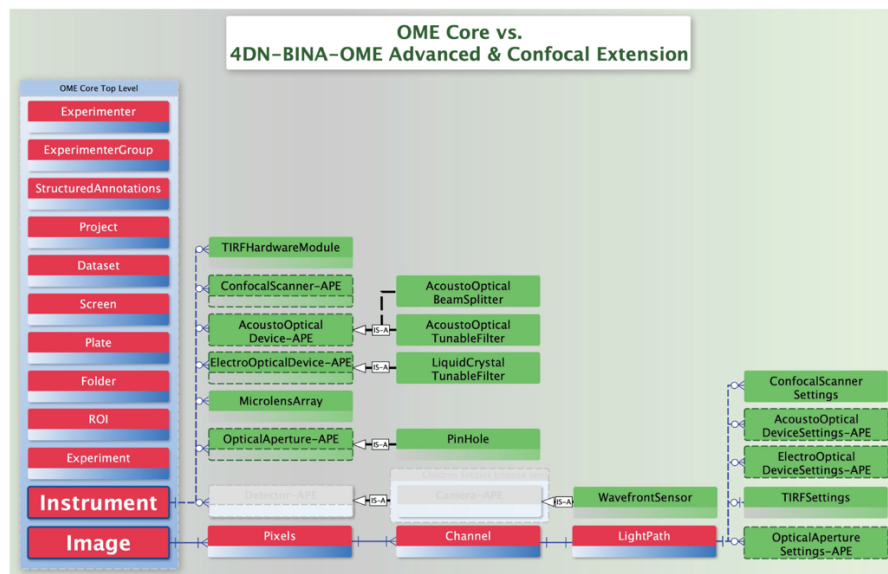 OME Core vs.
4DN-BINA-OME Advanced & Confocal Extension
OME Core Top Level
Experimenter
ExperimenterGroup
StructuredAnnotations
Project
Dataset
Screen
Plate
Folder
ROI
Experiment
Instrument
Image
TIRFHardwareModule
ConfocalScanner-APE
AcoustoOptical
Device-APE
IS-A
AcoustoOptical
BeamSplitter
AcoustoOptical
TunableFilter
ElectroOpticalDevice-APE
IS-A
LiquidCrystal
TunableFilter
MicrolensArray
OpticalAperture-APE
IS-A
PinHole
Detector-APE
IS-A
Camera-APE
IS-A
WavefrontSensor
Pixels
Channel
LightPath
ConfocalScanner
Settings
AcoustoOptical
DeviceSettings-APE
ElectroOptical
DeviceSettings-APE
TIRFSettings
OpticalAperture
Settings-APE